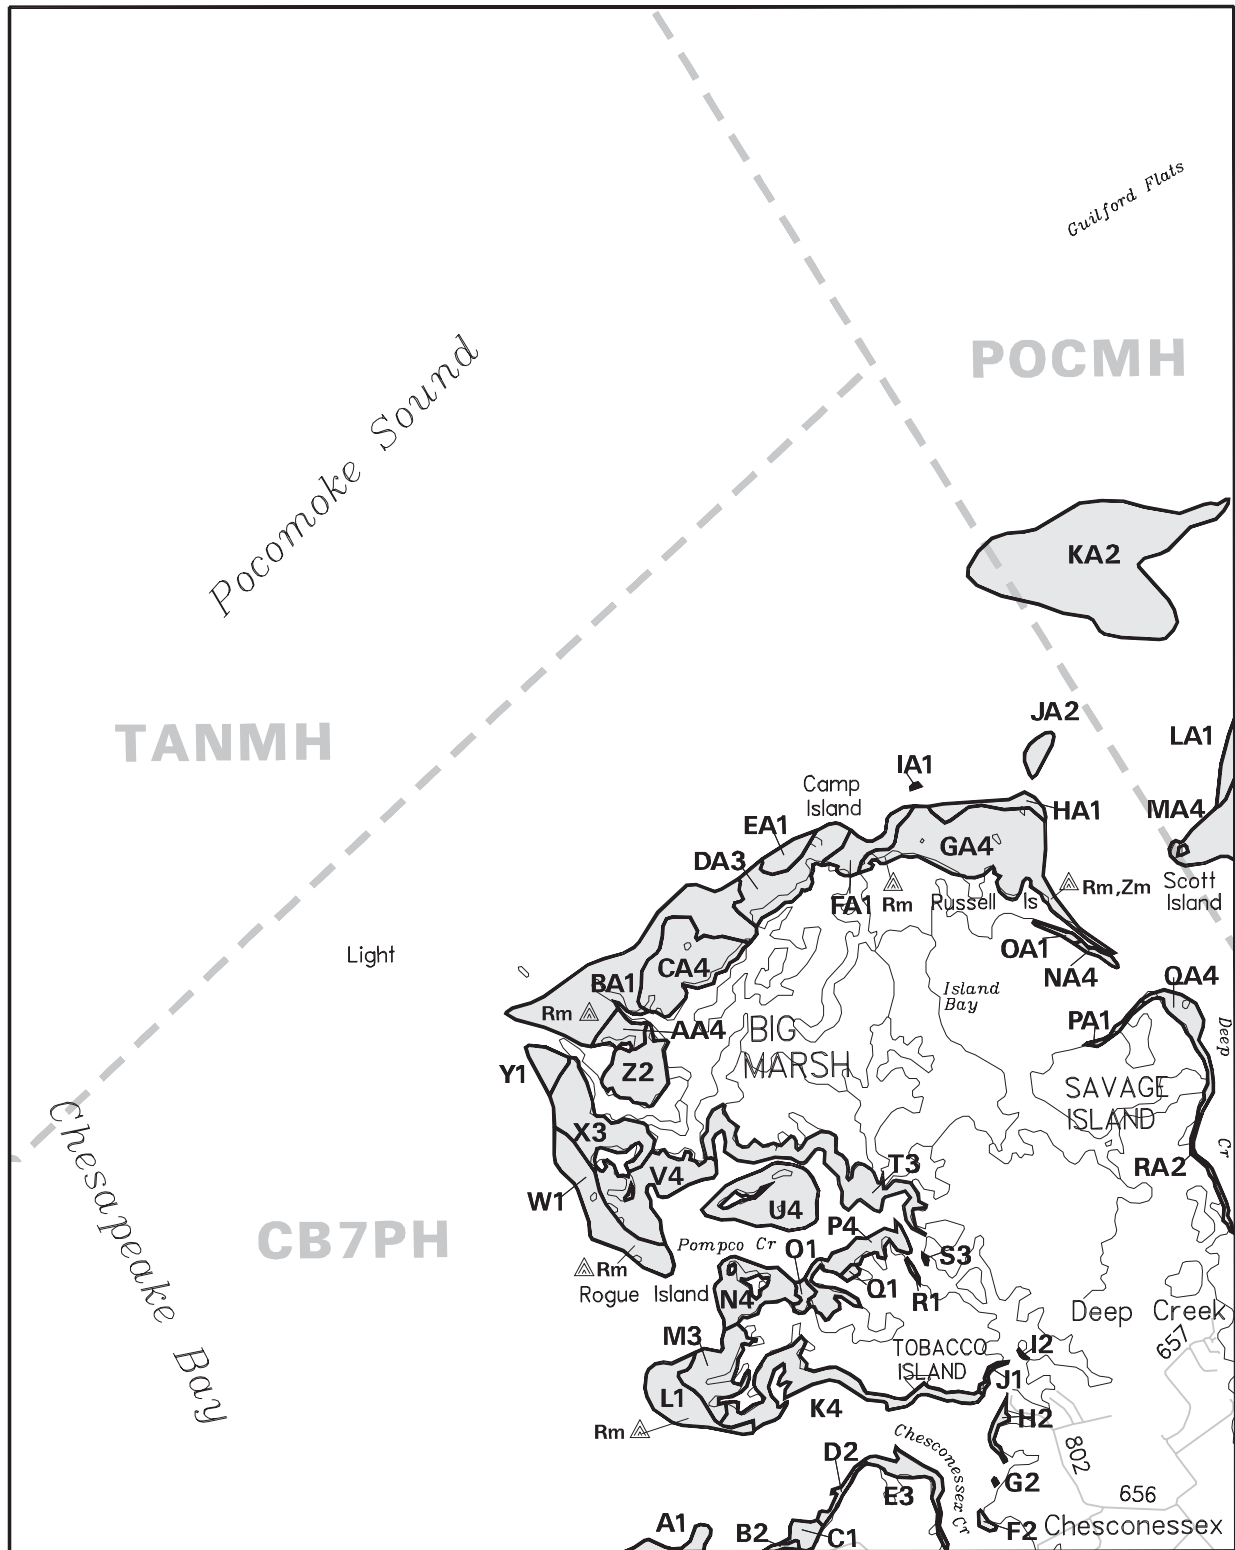 Guilford Flats
POCMH
Pocomoke Sound
KA2
TANMH
JA2
LA1
IA1
Camp
Island
HA1
MA4
EA1
GA4
DA3
Rm,Zm
Scott
Island
FA1
Rm
Russell Is
OA1
Light
CA4
NA4
BA1
QA4
Island
Bay
Rm
AA4
BIG
MARSH
PA1
Deep
Y1
Z2
SAVAGE
ISLAND
Chesapeake Bay
X3
Cr
V4
T3
RA2
W1
U4
P4
CB7PH
Pompco Cr
O1
S3
Rm
Rogue Island
N4
Q1
R1
Deep Creek
M3
TOBACCO
ISLAND
I2
657
J1
L1
K4
H2
Rm
Chesconessex Cr
D2
802
G2
E3
656
A1
B2
C1
F2
Chesconessex